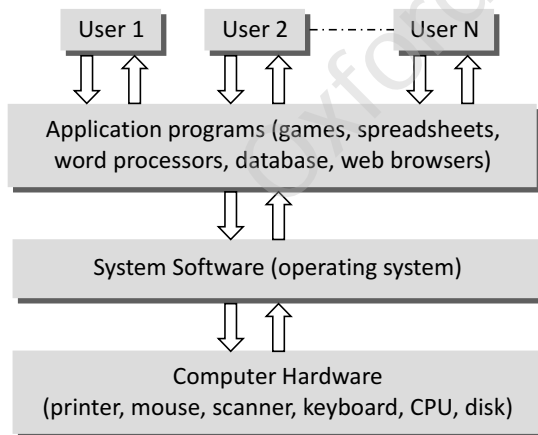 User 1 User 2 User N
Application programs (games, spreadsheets,
word processors, database, web browsers)
System Software (operating system)
Computer Hardware
(printer, mouse, scanner, keyboard, CPU, disk)
Oxford